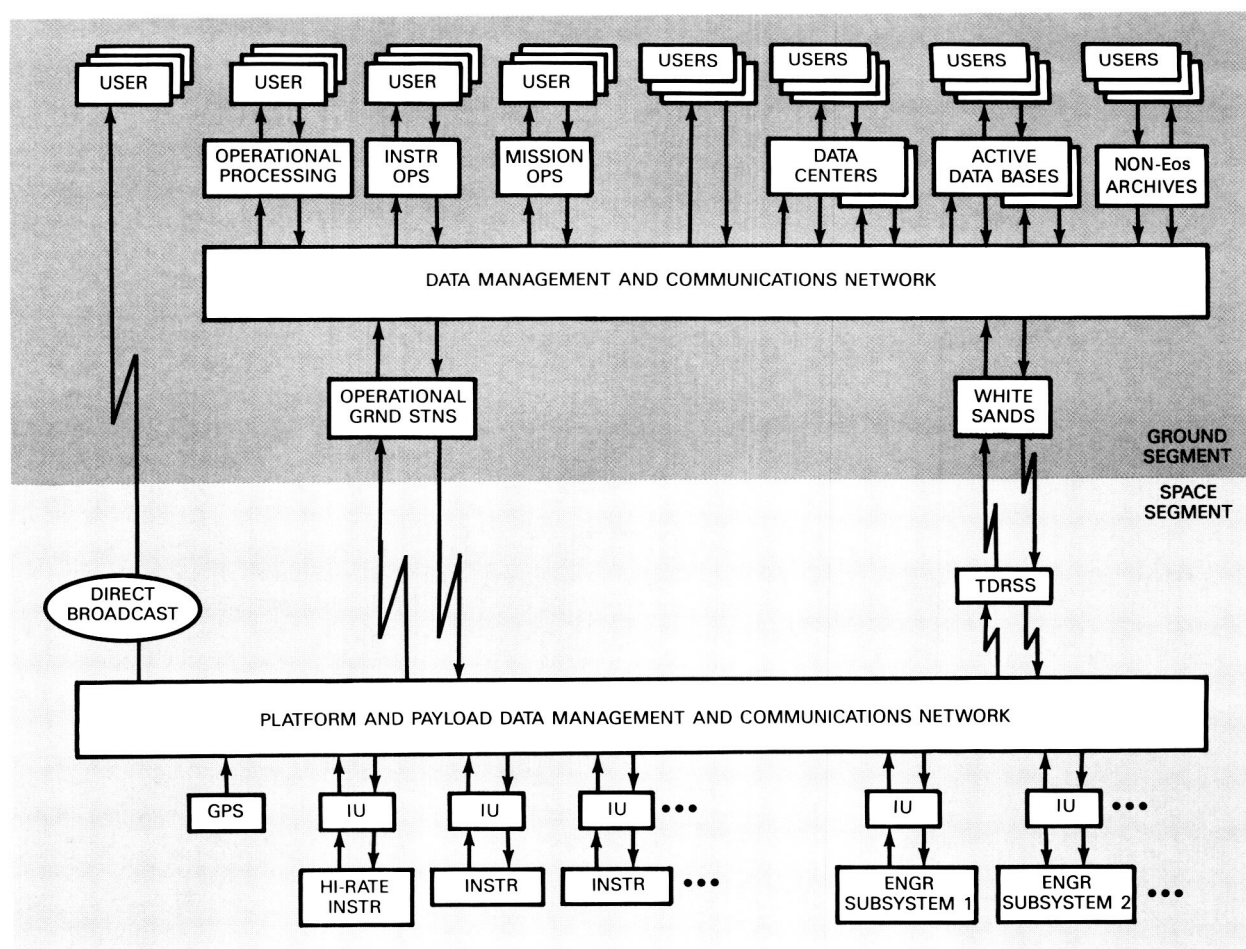 USER
USER
USER
USER
USERS
USERS
USERS
USERS
OPERATIONAL
PROCESSING
INSTR
OPS
MISSION
OPS
DATA
CENTERS
ACTIVE
DATA BASES
NON-Eos
ARCHIVES
DATA MANAGEMENT AND COMMUNICATIONS NETWORK
OPERATIONAL
GRND STNS
WHITE
SANDS
GROUND
SEGMENT
SPACE
SEGMENT
DIRECT
BROADCAST
TDRSS
PLATFORM AND PAYLOAD DATA MANAGEMENT AND COMMUNICATIONS NETWORK
GPS
IU
IU
IU
•••
IU
IU
•••
HI-RATE
INSTR
INSTR
INSTR
•••
ENGR
SUBSYSTEM 1
ENGR
SUBSYSTEM 2
•••